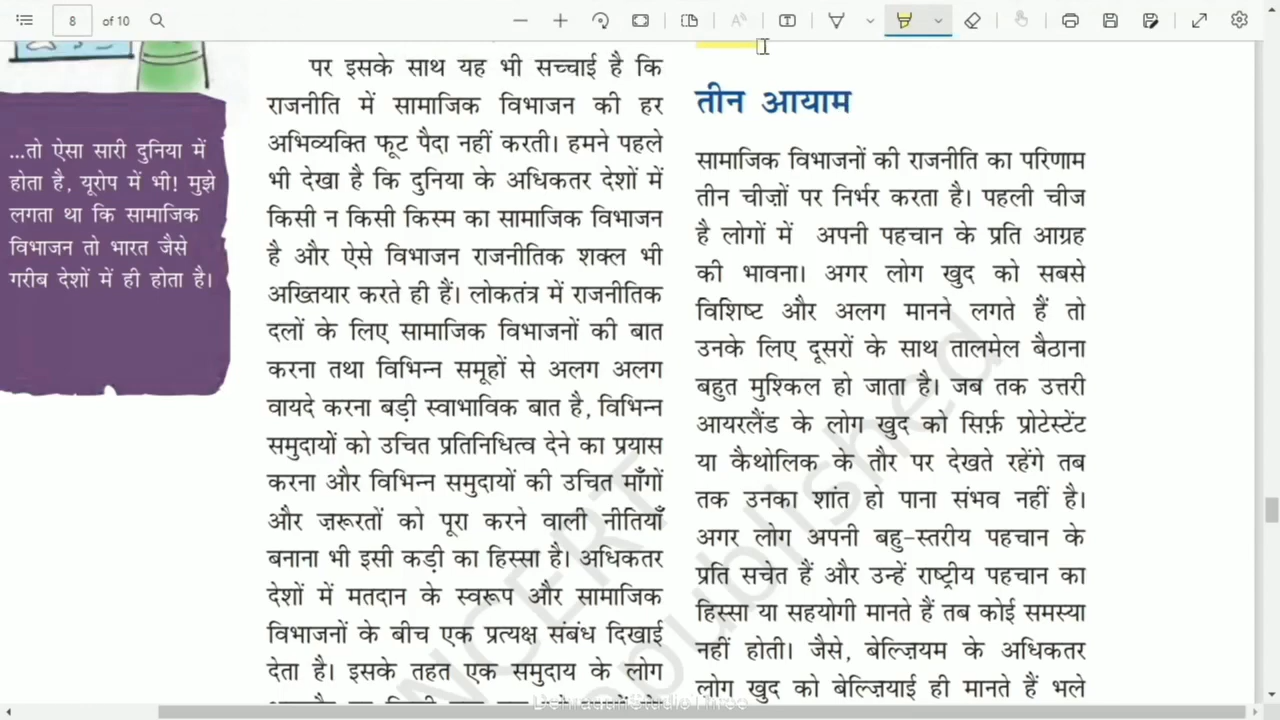 8
of 10
...तो ऐसा सारी दुनिया में
होता है, यूरोप में भी! मुझे
लगता था कि सामाजिक
विभाजन तो भारत जैसे
गरीब देशों में ही होता है।
पर इसके साथ यह भी सच्चाई है कि
राजनीति में सामाजिक विभाजन की हर
अभिव्यक्ति फूट पैदा नहीं करती। हमने पहले
भी देखा है कि दुनिया के अधिकतर देशों में
किसी न किसी किस्म का सामाजिक विभाजन
है और ऐसे विभाजन राजनीतिक शक्ल भी
अख्तियार करते ही हैं। लोकतंत्र में राजनीतिक
दलों के लिए सामाजिक विभाजनों की बात
करना तथा विभिन्न समूहों से अलग अलग
वायदे करना बड़ी स्वाभाविक बात है, विभिन्न
समुदायों को उचित प्रतिनिधित्व देने का प्रयास
करना और विभिन्न समुदायों की उचित माँगों
और ज़रूरतों को पूरा करने वाली नीतियाँ
बनाना भी इसी कड़ी का हिस्सा है। अधिकतर
देशों में मतदान के स्वरूप और सामाजिक
विभाजनों के बीच एक प्रत्यक्ष संबंध दिखाई
देता है। इसके तहत एक समुदाय के लोग
तीन आयाम
सामाजिक विभाजनों की राजनीति का परिणाम
तीन चीज़ों पर निर्भर करता है। पहली चीज
है लोगों में अपनी पहचान के प्रति आग्रह
की भावना। अगर लोग खुद को सबसे
विशिष्ट और अलग मानने लगते हैं तो
उनके लिए दूसरों के साथ तालमेल बैठाना
बहुत मुश्किल हो जाता है। जब तक उत्तरी
आयरलैंड के लोग खुद को सिर्फ़ प्रोटेस्टेंट
या कैथोलिक के तौर पर देखते रहेंगे तब
तक उनका शांत हो पाना संभव नहीं है।
अगर लोग अपनी बहु-स्तरीय पहचान के
प्रति सचेत हैं और उन्हें राष्ट्रीय पहचान का
हिस्सा या सहयोगी मानते हैं तब कोई समस्या
नहीं होती। जैसे, बेल्ज़ियम के अधिकतर
लोग खुद को बेल्ज़ियाई ही मानते हैं भले
NCERT
published